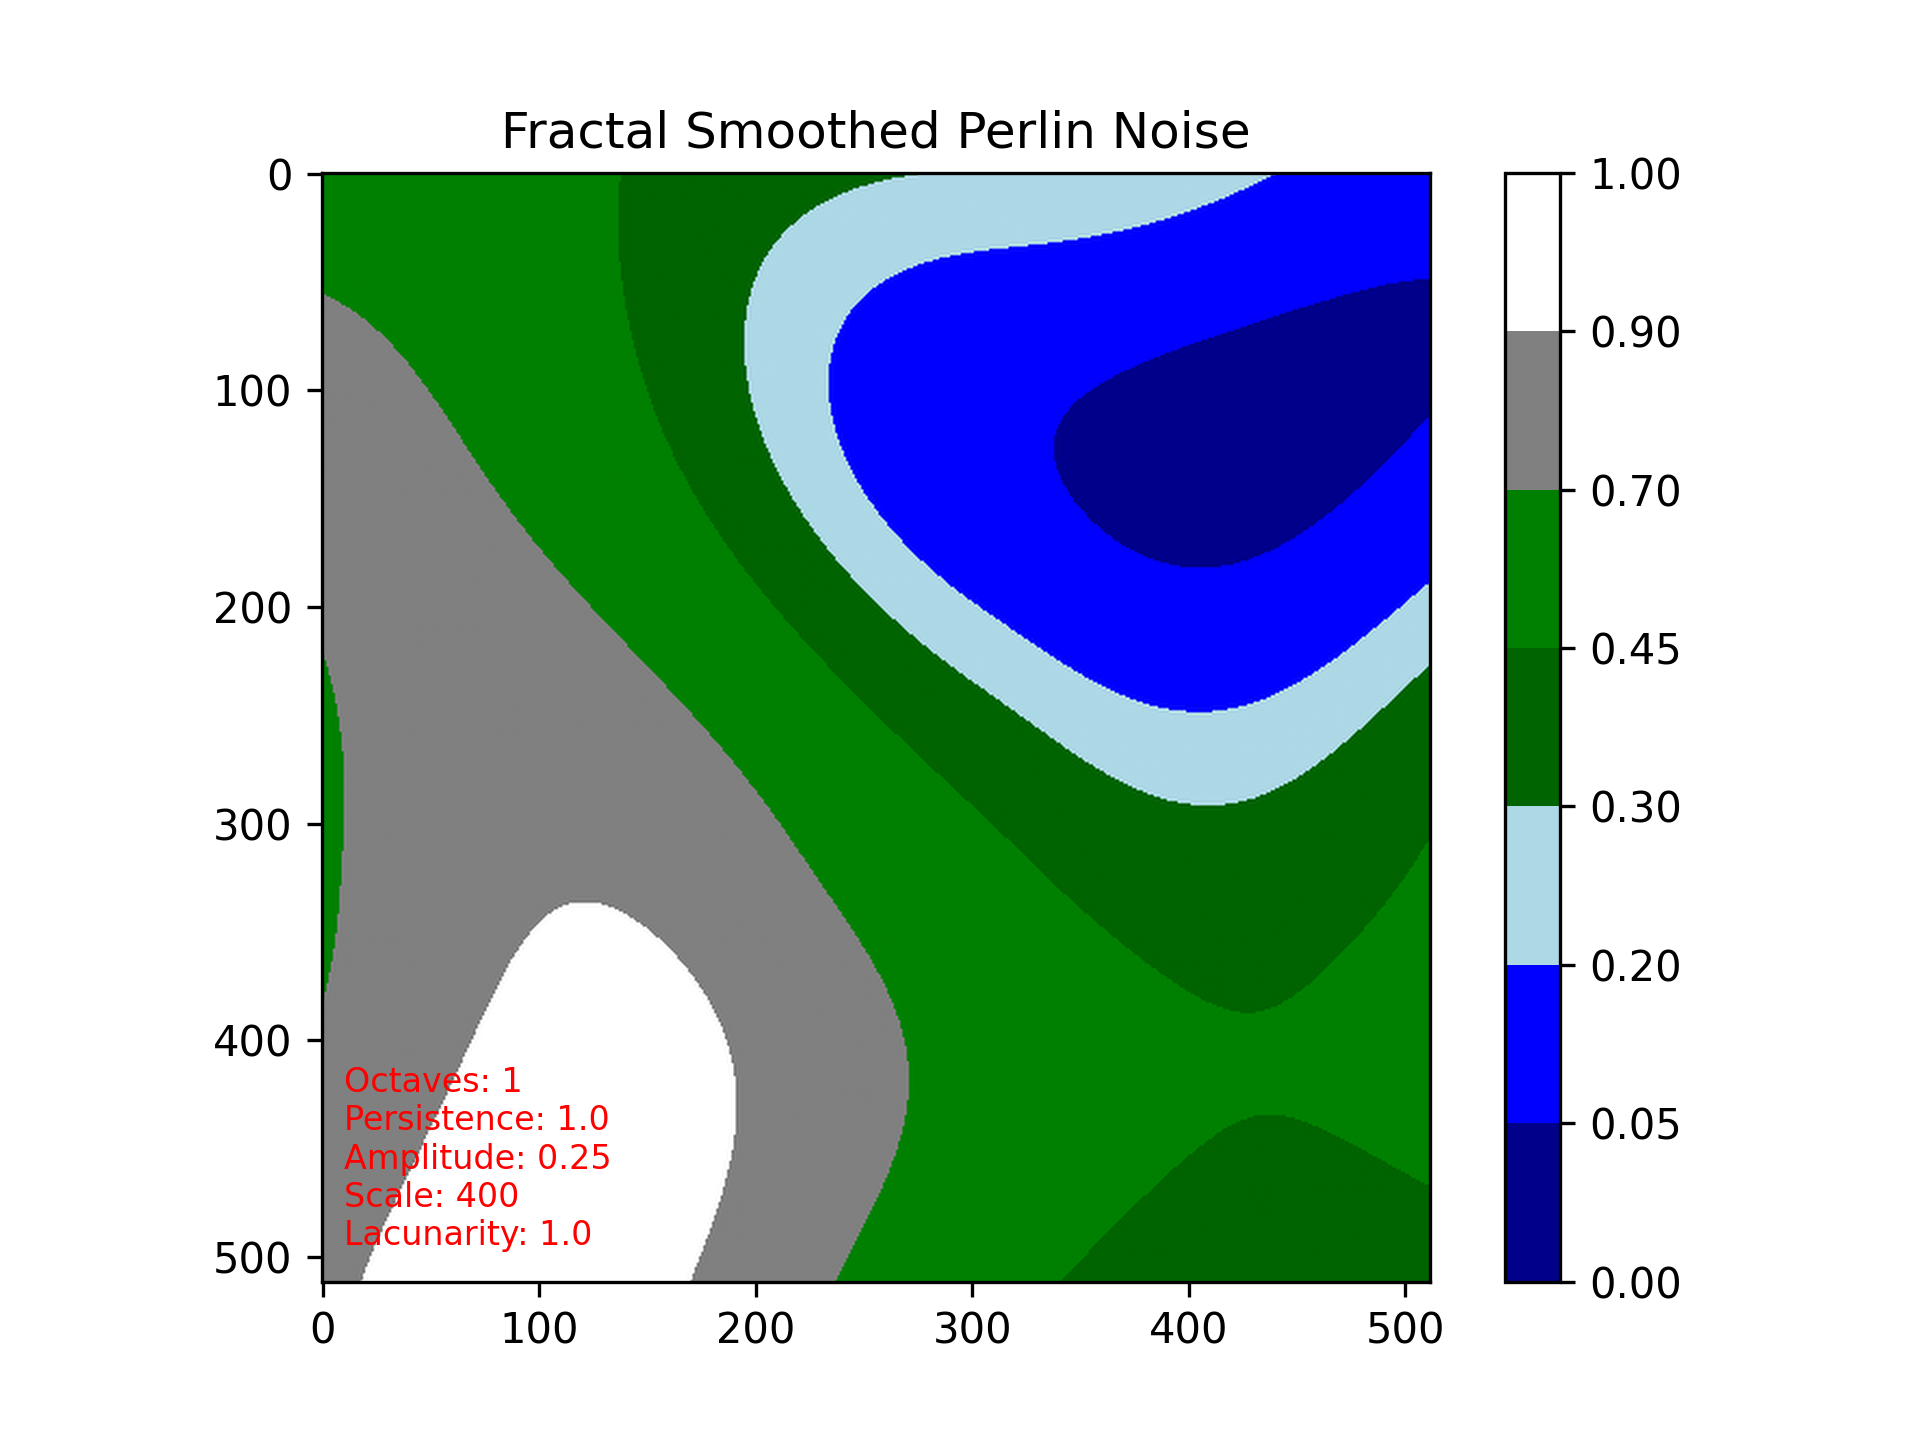 Fractal Smoothed Perlin Noise
0
100
200
300
400
500
0 100 200 300 400 500
Octaves: 1
Persistence: 1.0
Amplitude: 0.25
Scale: 400
Lacunarity: 1.0
1.00
0.90
0.70
0.45
0.30
0.20
0.05
0.00